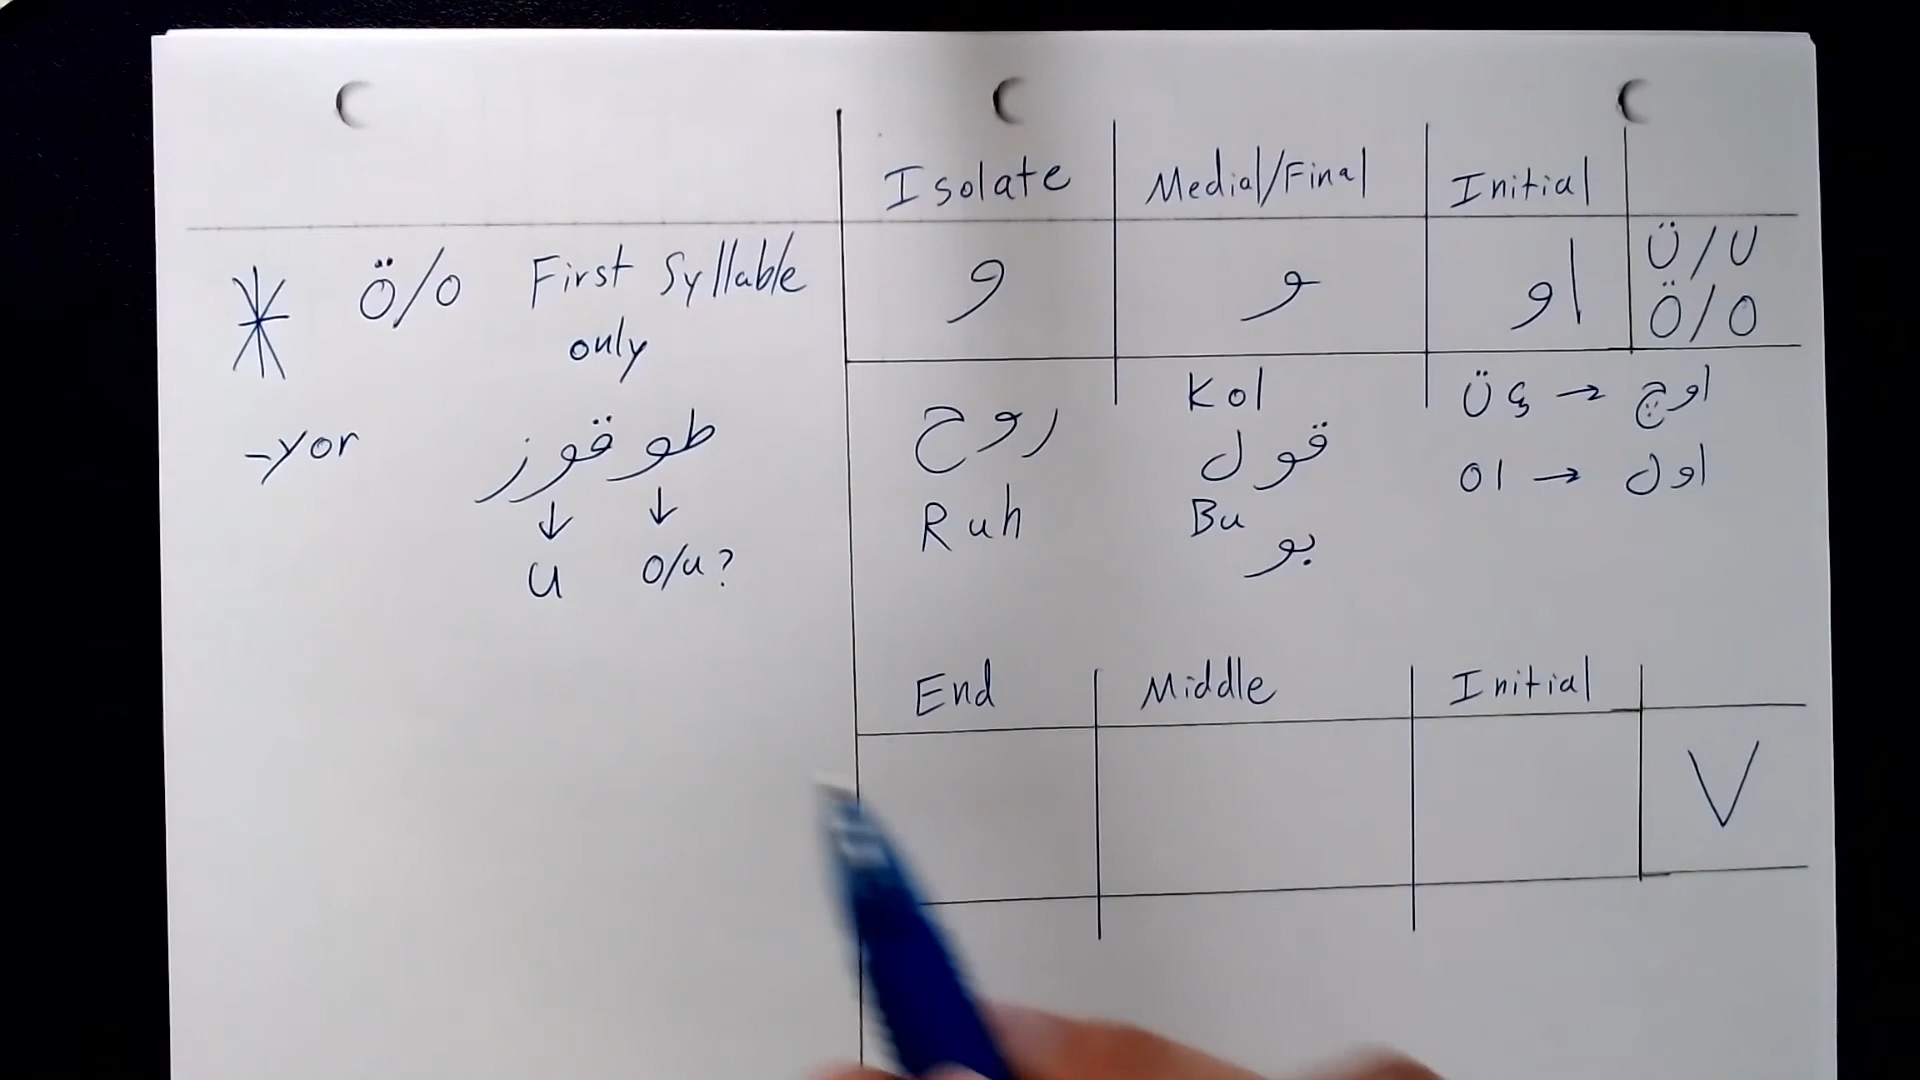 Isolate Medial/Final Initial
و و او Ü/U
Ö/O
* Ö/O First Syllable
only
-yor طوقوز
↓ ↓
U O/U?
روح
Ruh
Kol
قول
Bu
بو
Üç → اوچ
Ol → اول
End Middle Initial
V